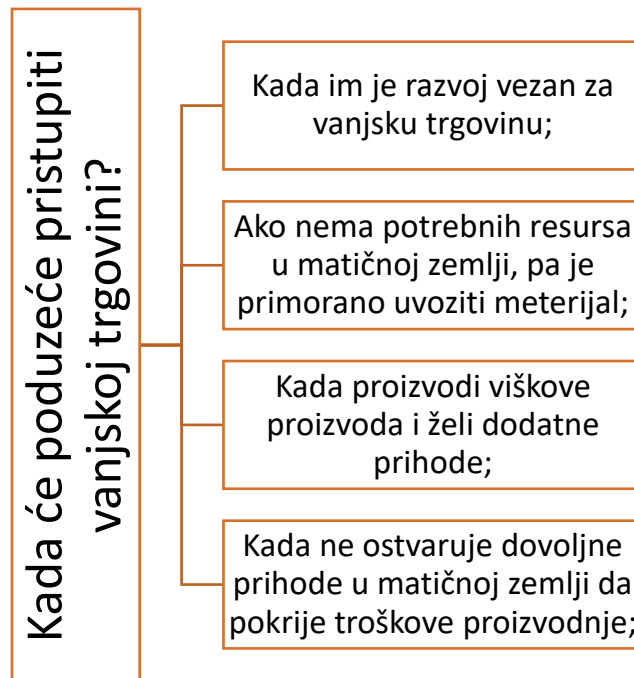 Kada će poduzeće pristupiti
vanjskoj trgovini?
Kada im je razvoj vezan za
vanjsku trgovinu;
Ako nema potrebnih resursa
u matičnoj zemlji, pa je
primorano uvoziti meterijal;
Kada proizvodi viškove
proizvoda i želi dodatne
prihode;
Kada ne ostvaruje dovoljne
prihode u matičnoj zemlji da
pokrije troškove proizvodnje;